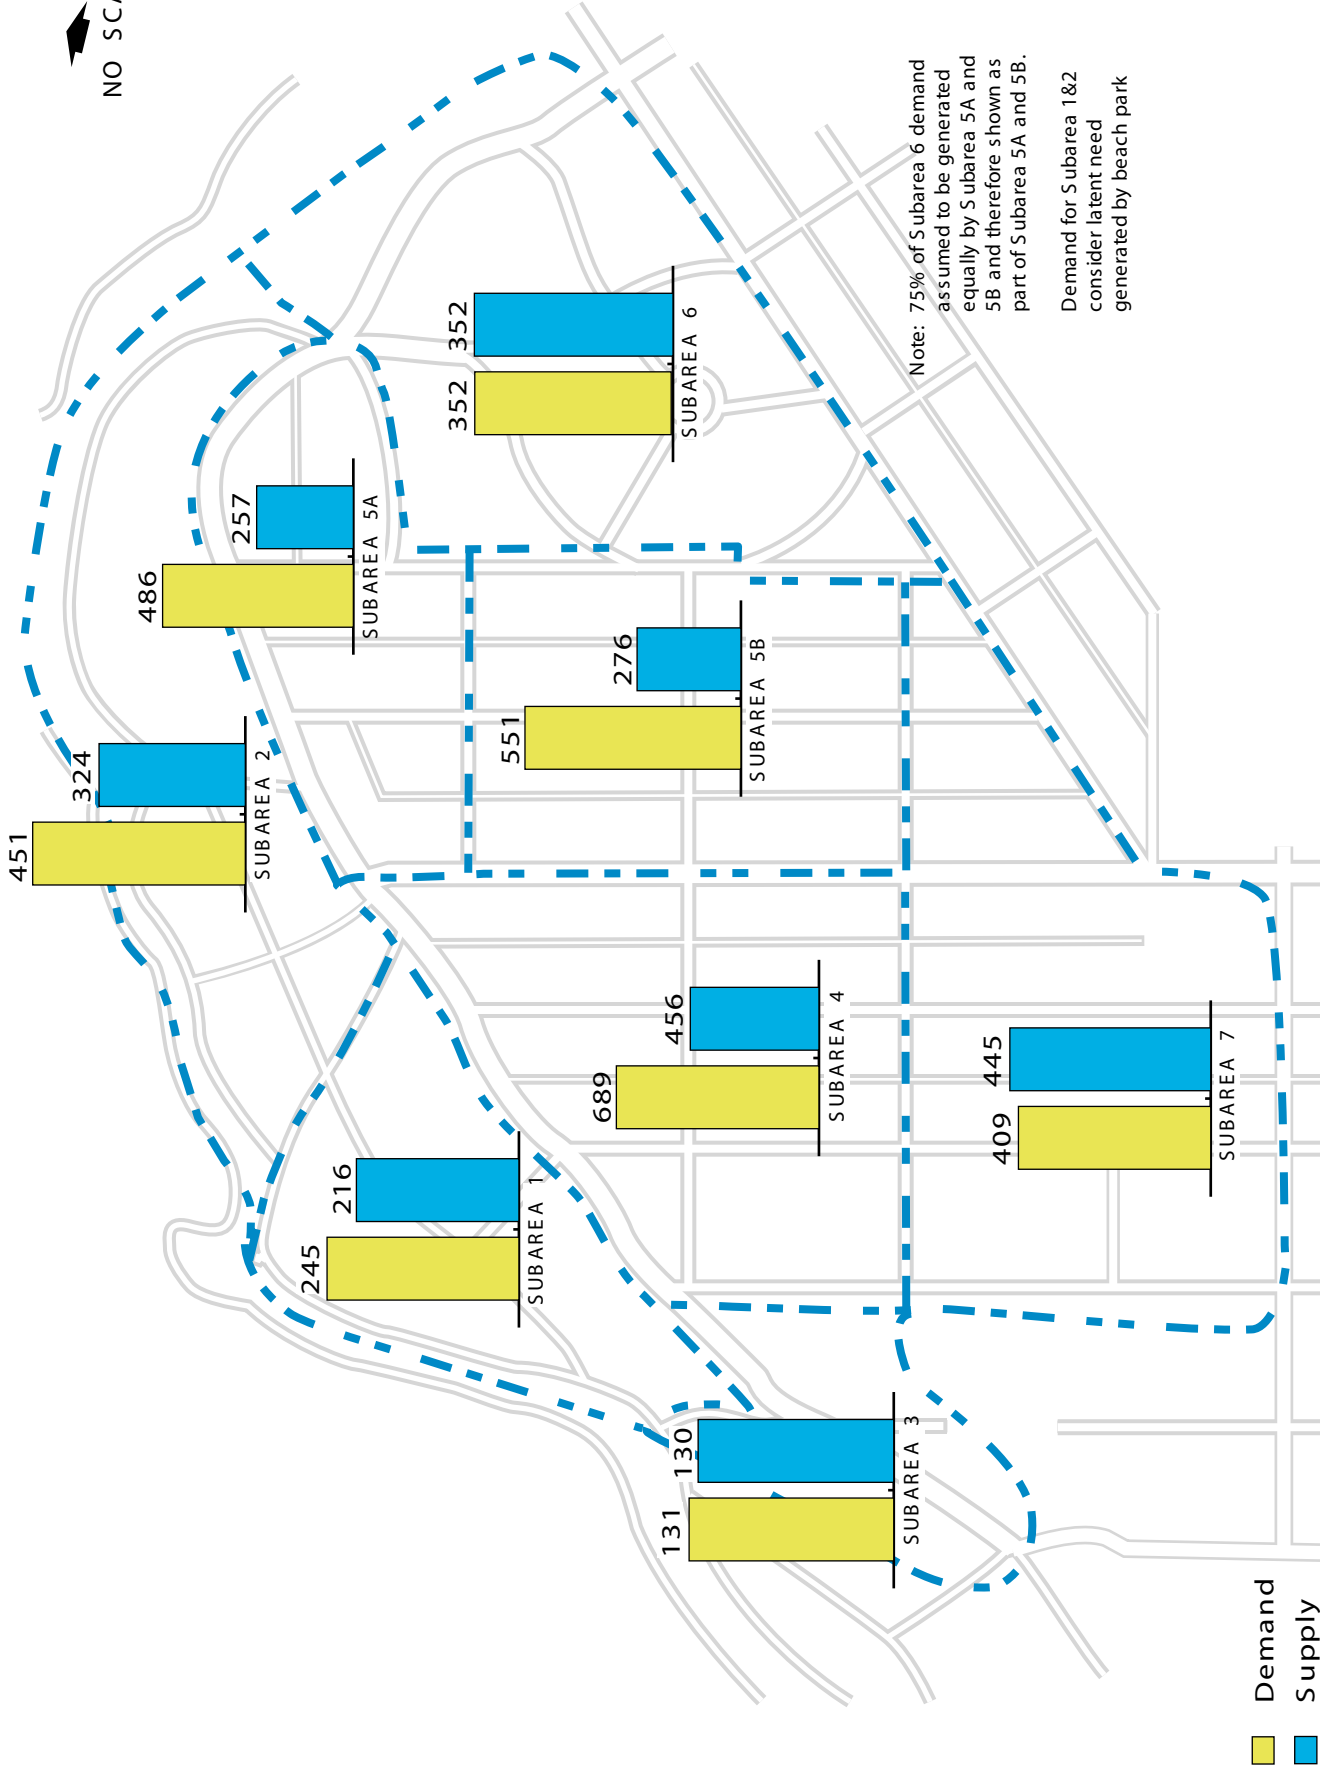 NO SCA
451
324
SUBAREA 2
486
257
SUBAREA 5A
245
216
SUBAREA 1
352
352
SUBAREA 6
551
276
SUBAREA 5B
689
456
SUBAREA 4
131
130
SUBAREA 3
409
445
SUBAREA 7
Note: 75% of Subarea 6 demand
assumed to be generated
equally by Subarea 5A and
5B and therefore shown as
part of Subarea 5A and 5B.
Demand for Subarea 1&2
consider latent need
generated by beach park
Demand
Supply